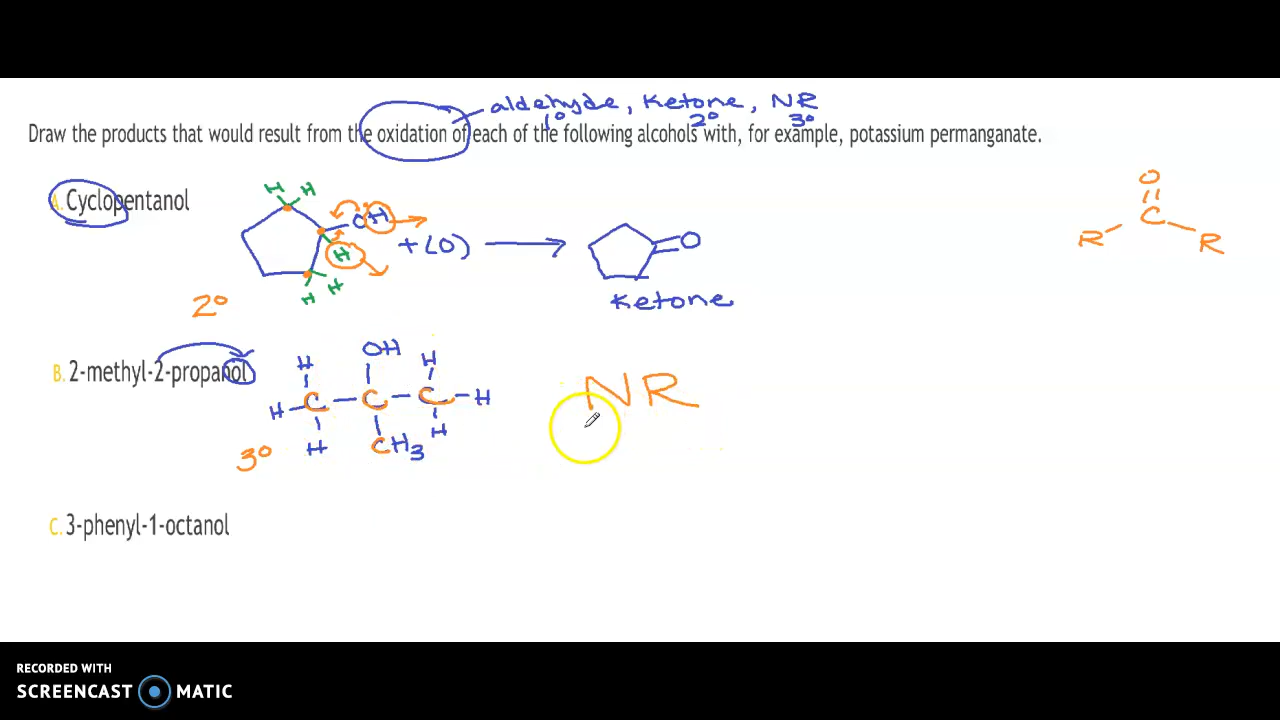 aldehyde, Ketone, NR
1° 2° 3°
Draw the products that would result from the oxidation of each of the following alcohols with, for example, potassium permanganate.
A. Cyclopentanol
H H
OH
H
H H
+ (O)
O
Ketone
2°
O
C
R R
B. 2-methyl-2-propanol
H OH H
H C C C H
H CH3 H
3°
NR
C. 3-phenyl-1-octanol
RECORDED WITH
SCREENCAST MATIC